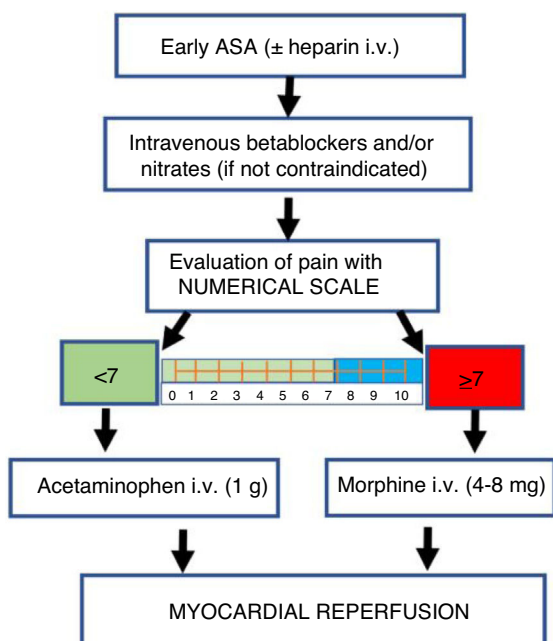 Early ASA (± heparin i.v.)
Intravenous betablockers and/or
nitrates (if not contraindicated)
Evaluation of pain with
NUMERICAL SCALE
<7
≥7
0 1 2 3 4 5 6 7 8 9 10
Acetaminophen i.v. (1 g)
Morphine i.v. (4-8 mg)
MYOCARDIAL REPERFUSION